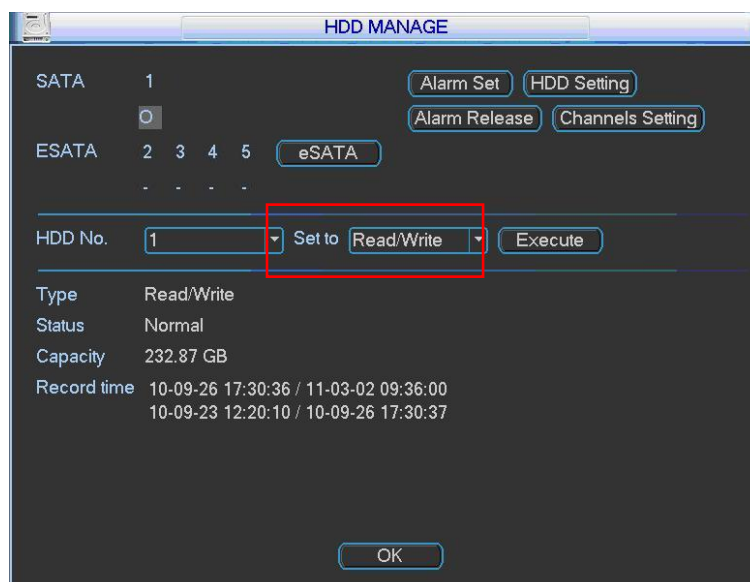 HDD MANAGE
SATA 1 Alarm Set HDD Setting
O Alarm Release Channels Setting
ESATA 2 3 4 5 eSATA
- - - -
HDD No. 1 Set to Read/Write Execute
Type Read/Write
Status Normal
Capacity 232.87 GB
Record time 10-09-26 17:30:36 / 11-03-02 09:36:00
10-09-23 12:20:10 / 10-09-26 17:30:37
OK